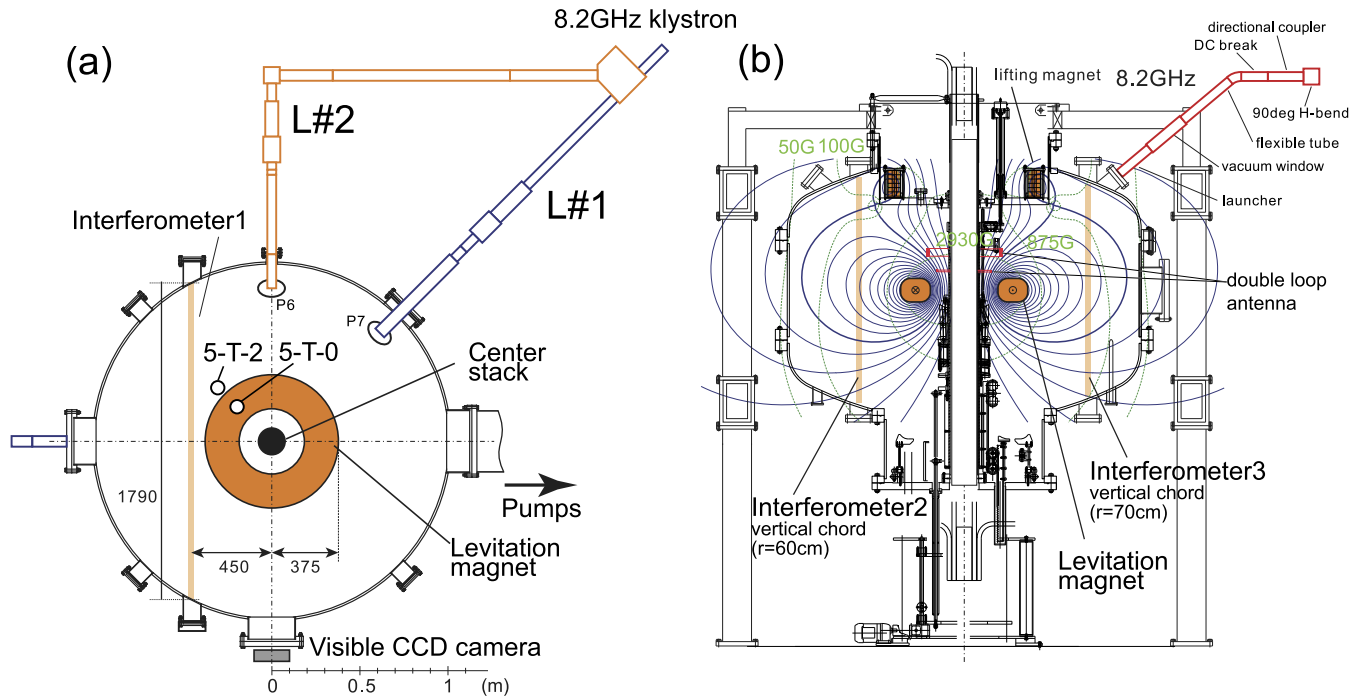 (a)
8.2GHz klystron
L#2
L#1
Interferometer1
P6
P7
5-T-2
5-T-0
Center
stack
1790
450
375
Pumps
Levitation
magnet
Visible CCD camera
0
0.5
1
(m)
(b)
directional coupler
DC break
lifting magnet
8.2GHz
90deg H-bend
flexible tube
vacuum window
launcher
50G
100G
2930G
875G
double loop
antenna
Interferometer2
vertical chord
(r=60cm)
Interferometer3
vertical chord
(r=70cm)
Levitation
magnet